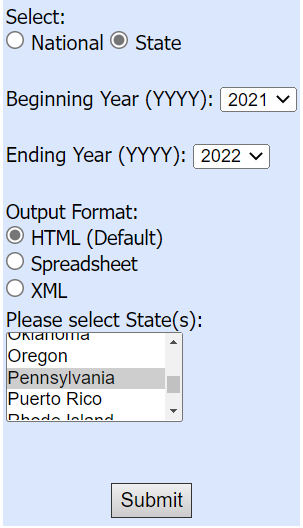 Select:
National State
Beginning Year (YYYY): 2021
Ending Year (YYYY): 2022
Output Format:
HTML (Default)
Spreadsheet
XML
Please select State(s):
Oklahoma
Oregon
Pennsylvania
Puerto Rico
Rhode Island
Submit